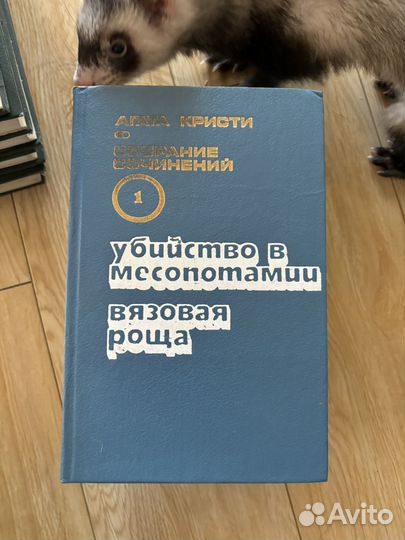 АГАТА КРИСТИ
СОБРАНИЕ
СОЧИНЕНИЙ
1
убийство в
месопотамии
вязовая
роща
Avito